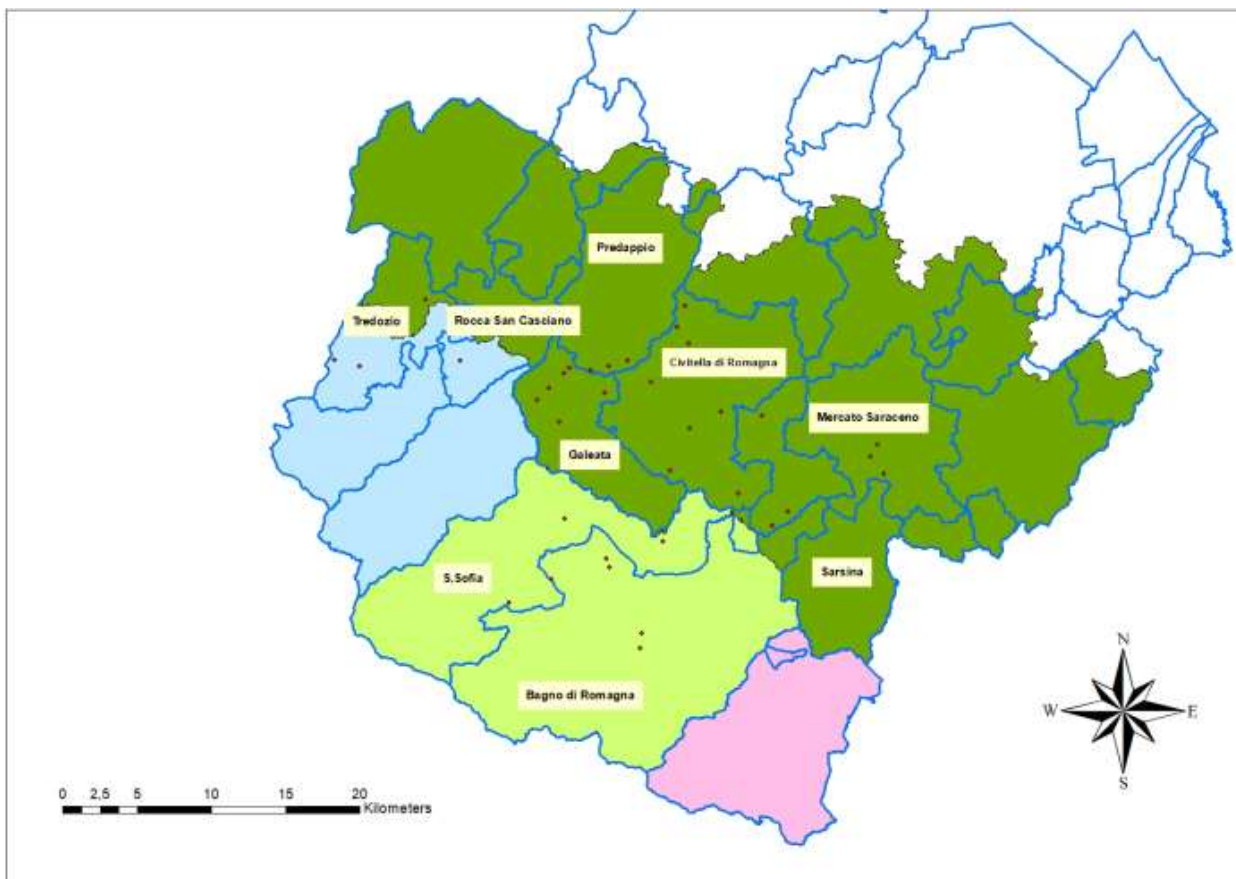 Predappio
Tredozio
Rocca San Casciano
Civitella di Romagna
Mercato Saraceno
Galeata
S.Sofia
Sarsina
Bagno di Romagna
N
W
E
S
0 2,5 5 10 15 20
Kilometers